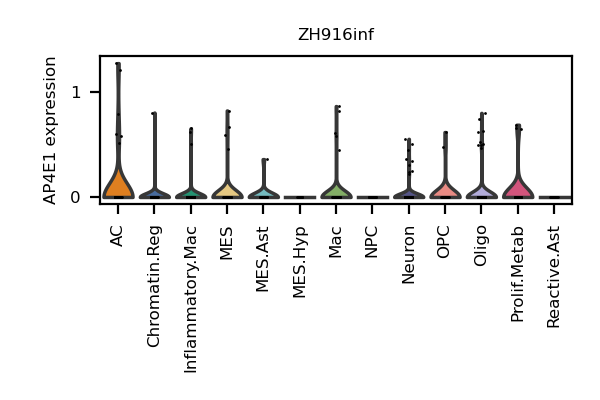 ZH916inf
AP4E1 expression
1
0
AC
Chromatin.Reg
Inflammatory.Mac
MES
MES.Ast
MES.Hyp
Mac
NPC
Neuron
OPC
Oligo
Prolif.Metab
Reactive.Ast